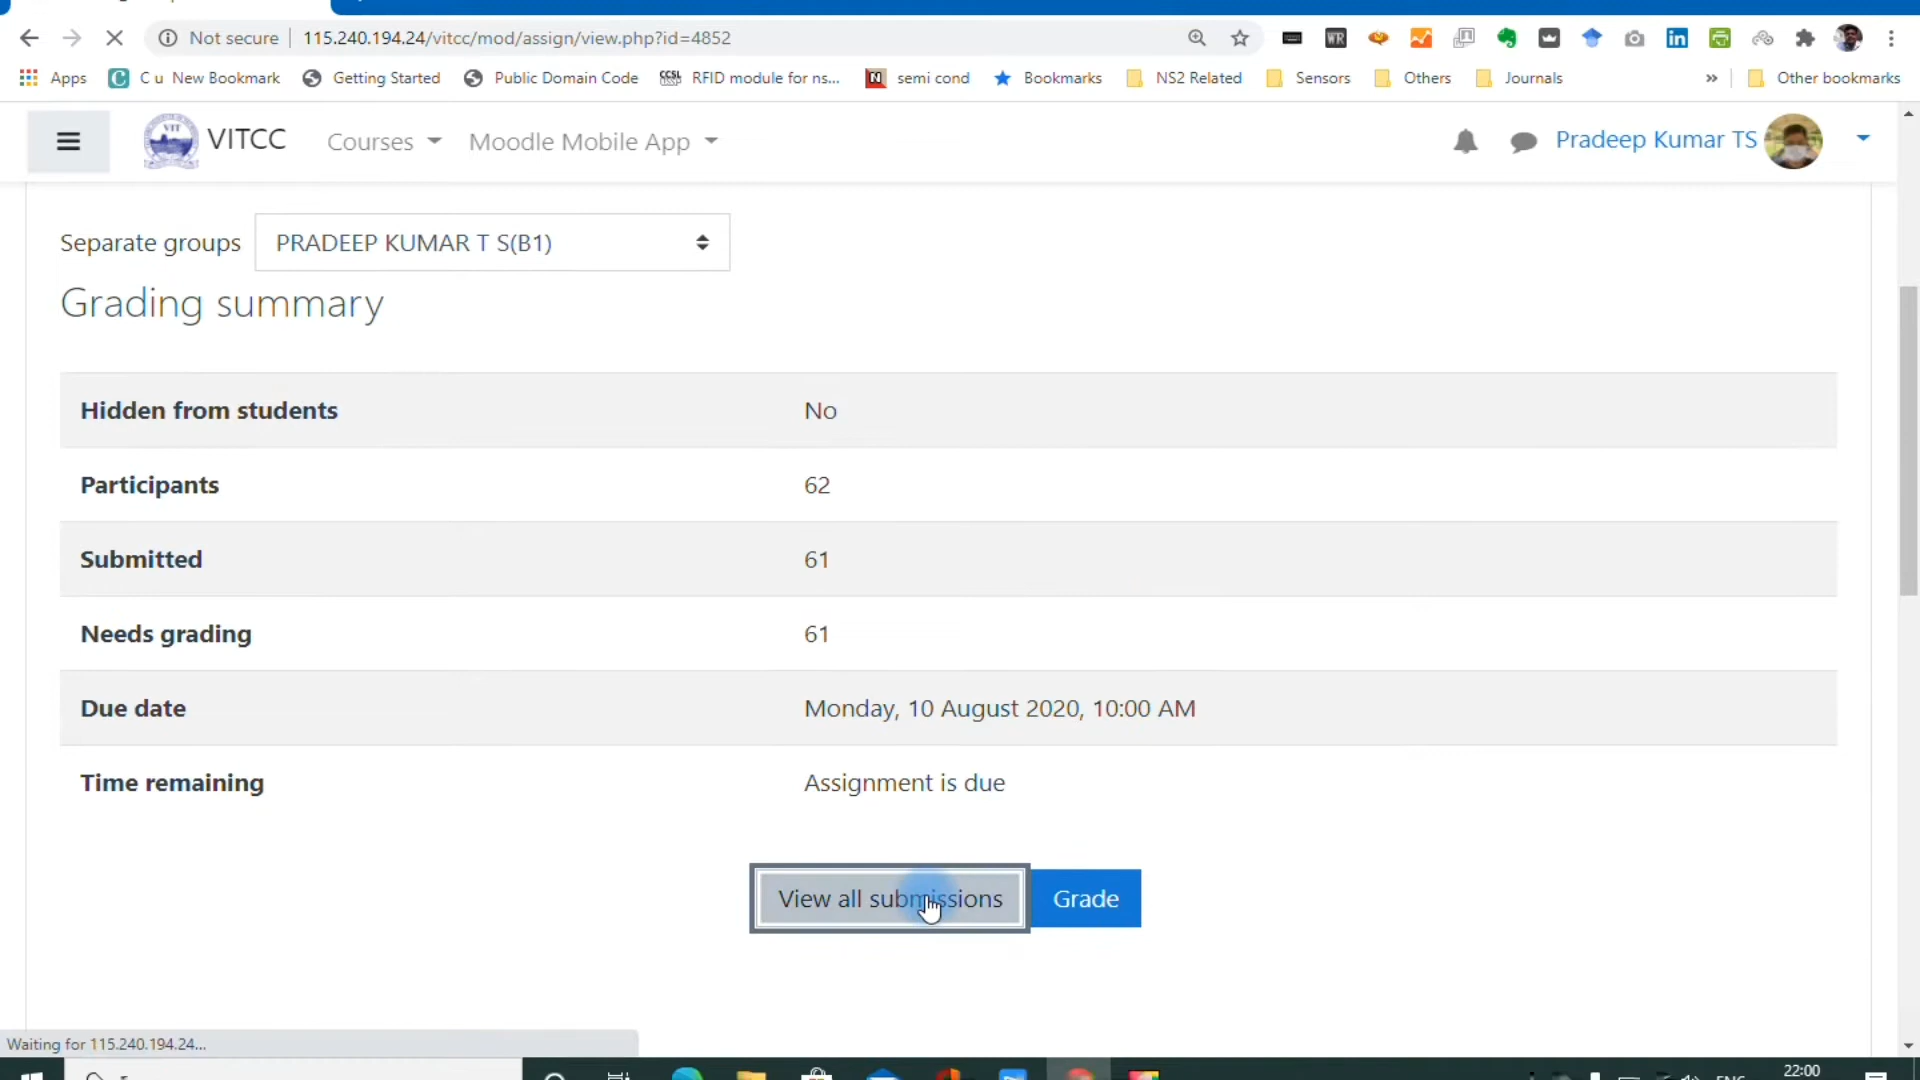 Not secure 115.240.194.24/vitcc/mod/assign/view.php?id=4852
WR
in
Apps C u New Bookmark Getting Started Public Domain Code CCSL RFID module for ns... N semi cond Bookmarks NS2 Related Sensors Others Journals » Other bookmarks
VIT VITCC Courses Moodle Mobile App Pradeep Kumar TS
Separate groups PRADEEP KUMAR T S(B1)
Grading summary
Hidden from students No
Participants 62
Submitted 61
Needs grading 61
Due date Monday, 10 August 2020, 10:00 AM
Time remaining Assignment is due
View all submissions Grade
Waiting for 115.240.194.24...
22:00